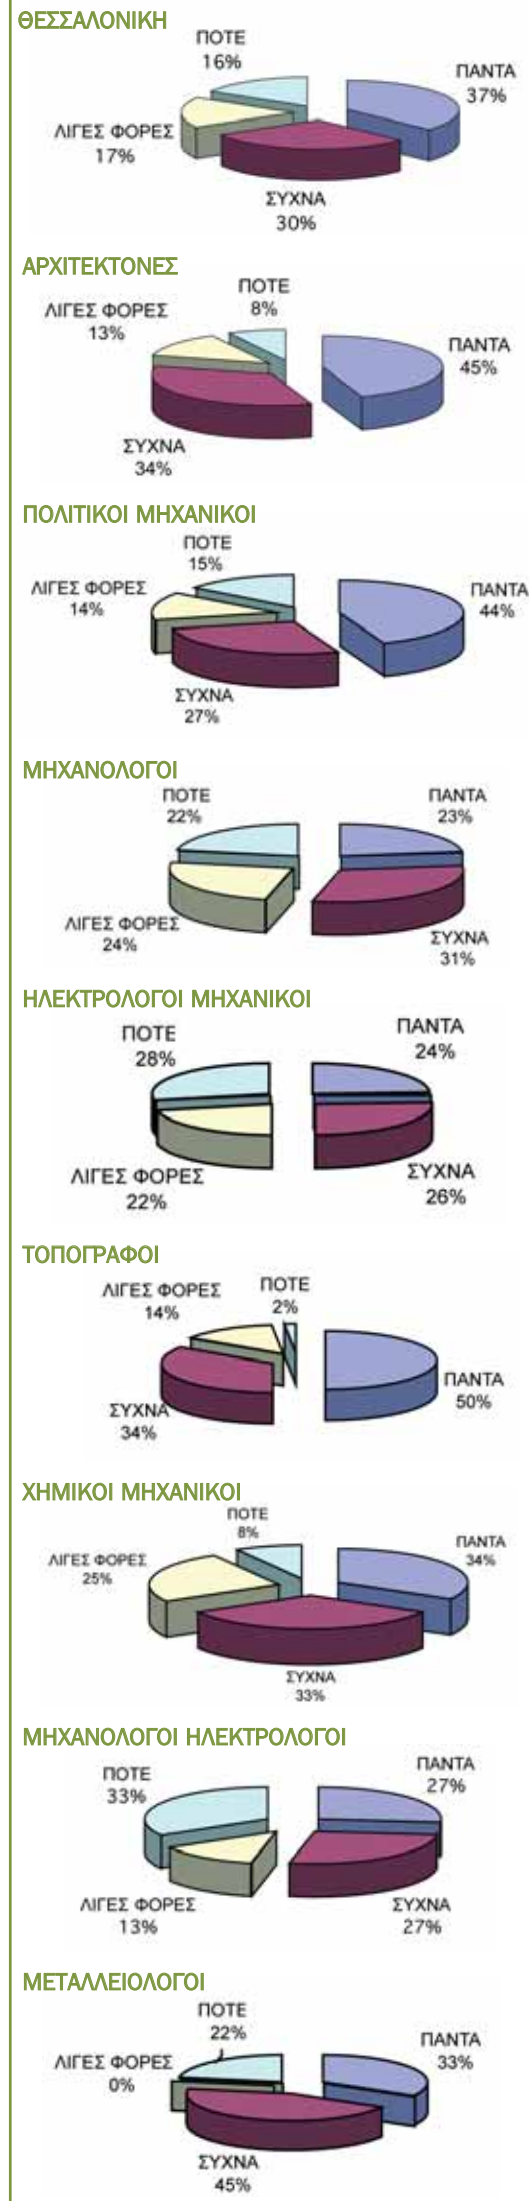 ΘΕΣΣΑΛΟΝΙΚΗ
ΠΟΤΕ
16%
ΠΑΝΤΑ
37%
ΛΙΓΕΣ ΦΟΡΕΣ
17%
ΣΥΧΝΑ
30%
ΑΡΧΙΤΕΚΤΟΝΕΣ
ΠΟΤΕ
8%
ΛΙΓΕΣ ΦΟΡΕΣ
13%
ΠΑΝΤΑ
45%
ΣΥΧΝΑ
34%
ΠΟΛΙΤΙΚΟΙ ΜΗΧΑΝΙΚΟΙ
ΠΟΤΕ
15%
ΛΙΓΕΣ ΦΟΡΕΣ
14%
ΠΑΝΤΑ
44%
ΣΥΧΝΑ
27%
ΜΗΧΑΝΟΛΟΓΟΙ
ΠΟΤΕ
22%
ΠΑΝΤΑ
23%
ΛΙΓΕΣ ΦΟΡΕΣ
24%
ΣΥΧΝΑ
31%
ΗΛΕΚΤΡΟΛΟΓΟΙ ΜΗΧΑΝΙΚΟΙ
ΠΟΤΕ
28%
ΠΑΝΤΑ
24%
ΛΙΓΕΣ ΦΟΡΕΣ
22%
ΣΥΧΝΑ
26%
ΤΟΠΟΓΡΑΦΟΙ
ΛΙΓΕΣ ΦΟΡΕΣ
14%
ΠΟΤΕ
2%
ΠΑΝΤΑ
50%
ΣΥΧΝΑ
34%
ΧΗΜΙΚΟΙ ΜΗΧΑΝΙΚΟΙ
ΠΟΤΕ
8%
ΛΙΓΕΣ ΦΟΡΕΣ
25%
ΠΑΝΤΑ
34%
ΣΥΧΝΑ
33%
ΜΗΧΑΝΟΛΟΓΟΙ ΗΛΕΚΤΡΟΛΟΓΟΙ
ΠΟΤΕ
33%
ΠΑΝΤΑ
27%
ΛΙΓΕΣ ΦΟΡΕΣ
13%
ΣΥΧΝΑ
27%
ΜΕΤΑΛΛΕΙΟΛΟΓΟΙ
ΠΟΤΕ
22%
ΛΙΓΕΣ ΦΟΡΕΣ
0%
ΠΑΝΤΑ
33%
ΣΥΧΝΑ
45%